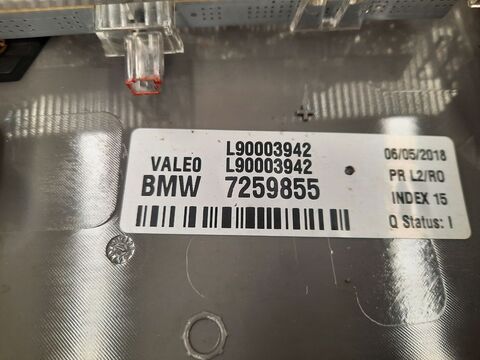 L90003942
VALEO L90003942
BMW 7259855
06/05/2018
PR L2/RO
INDEX 15
Q Status: I